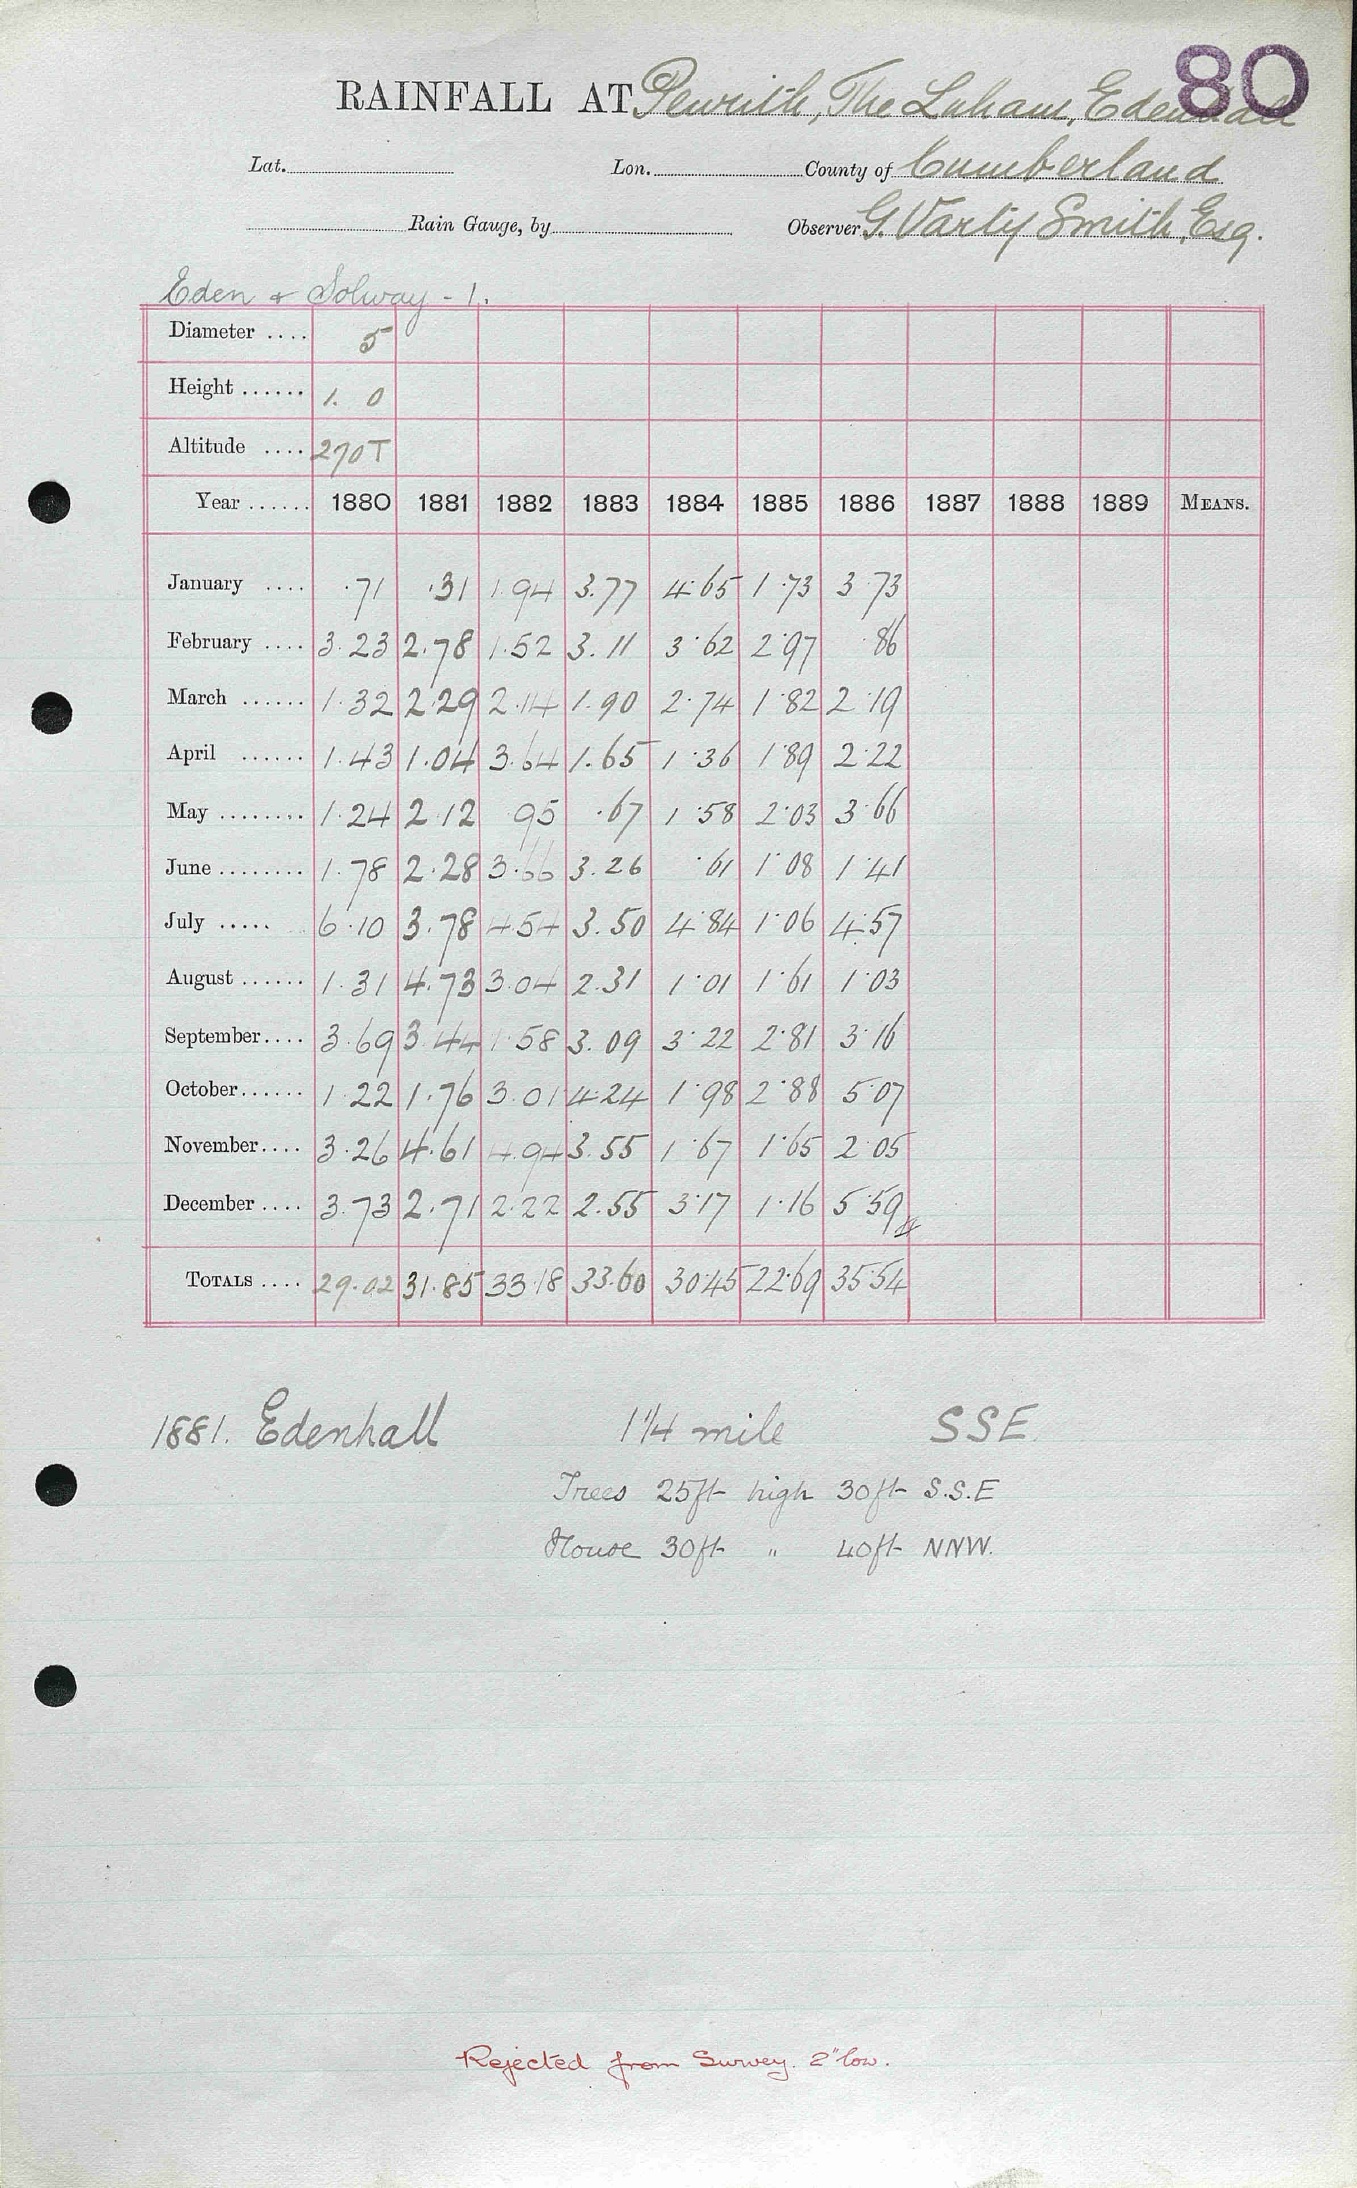 80
RAINFALL AT Penrith, The Luham, Edenhall
Lat. Lon. County of Cumberland
Rain Gauge, by Observer G. Varty Smith, Esq.
Eden & Solway - 1.
Diameter .... 5
Height ...... 1. 0
Altitude .... 270 T
Year ...... 1880 1881 1882 1883 1884 1885 1886 1887 1888 1889 MEANS.
January .... ·71 ·31 1·94 3.77 4·65 1·73 3·73
February .... 3·23 2·78 1·52 3.11 3·62 2·97 ·86
March ...... 1·32 2·29 2·14 1.90 2·74 1·82 2·19
April ...... 1·43 1·04 3·64 1.65 1·36 1·89 2·22
May ........ 1·24 2·12 ·95 ·67 1·58 2·03 3·66
June ........ 1·78 2·28 3·66 3.26 ·61 1·08 1·41
July ..... 6·10 3·78 4·54 3.50 4·84 1·06 4·57
August ...... 1·31 4·73 3·04 2.31 1·01 1·61 1·03
September .... 3·69 3·44 1·58 3.09 3·22 2·81 3·16
October ...... 1·22 1·76 3·01 4·24 1·98 2·88 5·07
November .... 3·26 4·61 4·94 3.55 1·67 1·65 2·05
December .... 3·73 2·71 2·22 2.55 3·17 1·16 5·59
TOTALS .... 29·02 31·85 33·18 33·60 30·45 22·69 35·54
1881. Edenhall 1 1/4 mile SSE.
Trees 25ft high 30ft S.S.E
House 30ft " 40ft NNW.
Rejected from Survey. 2" low.